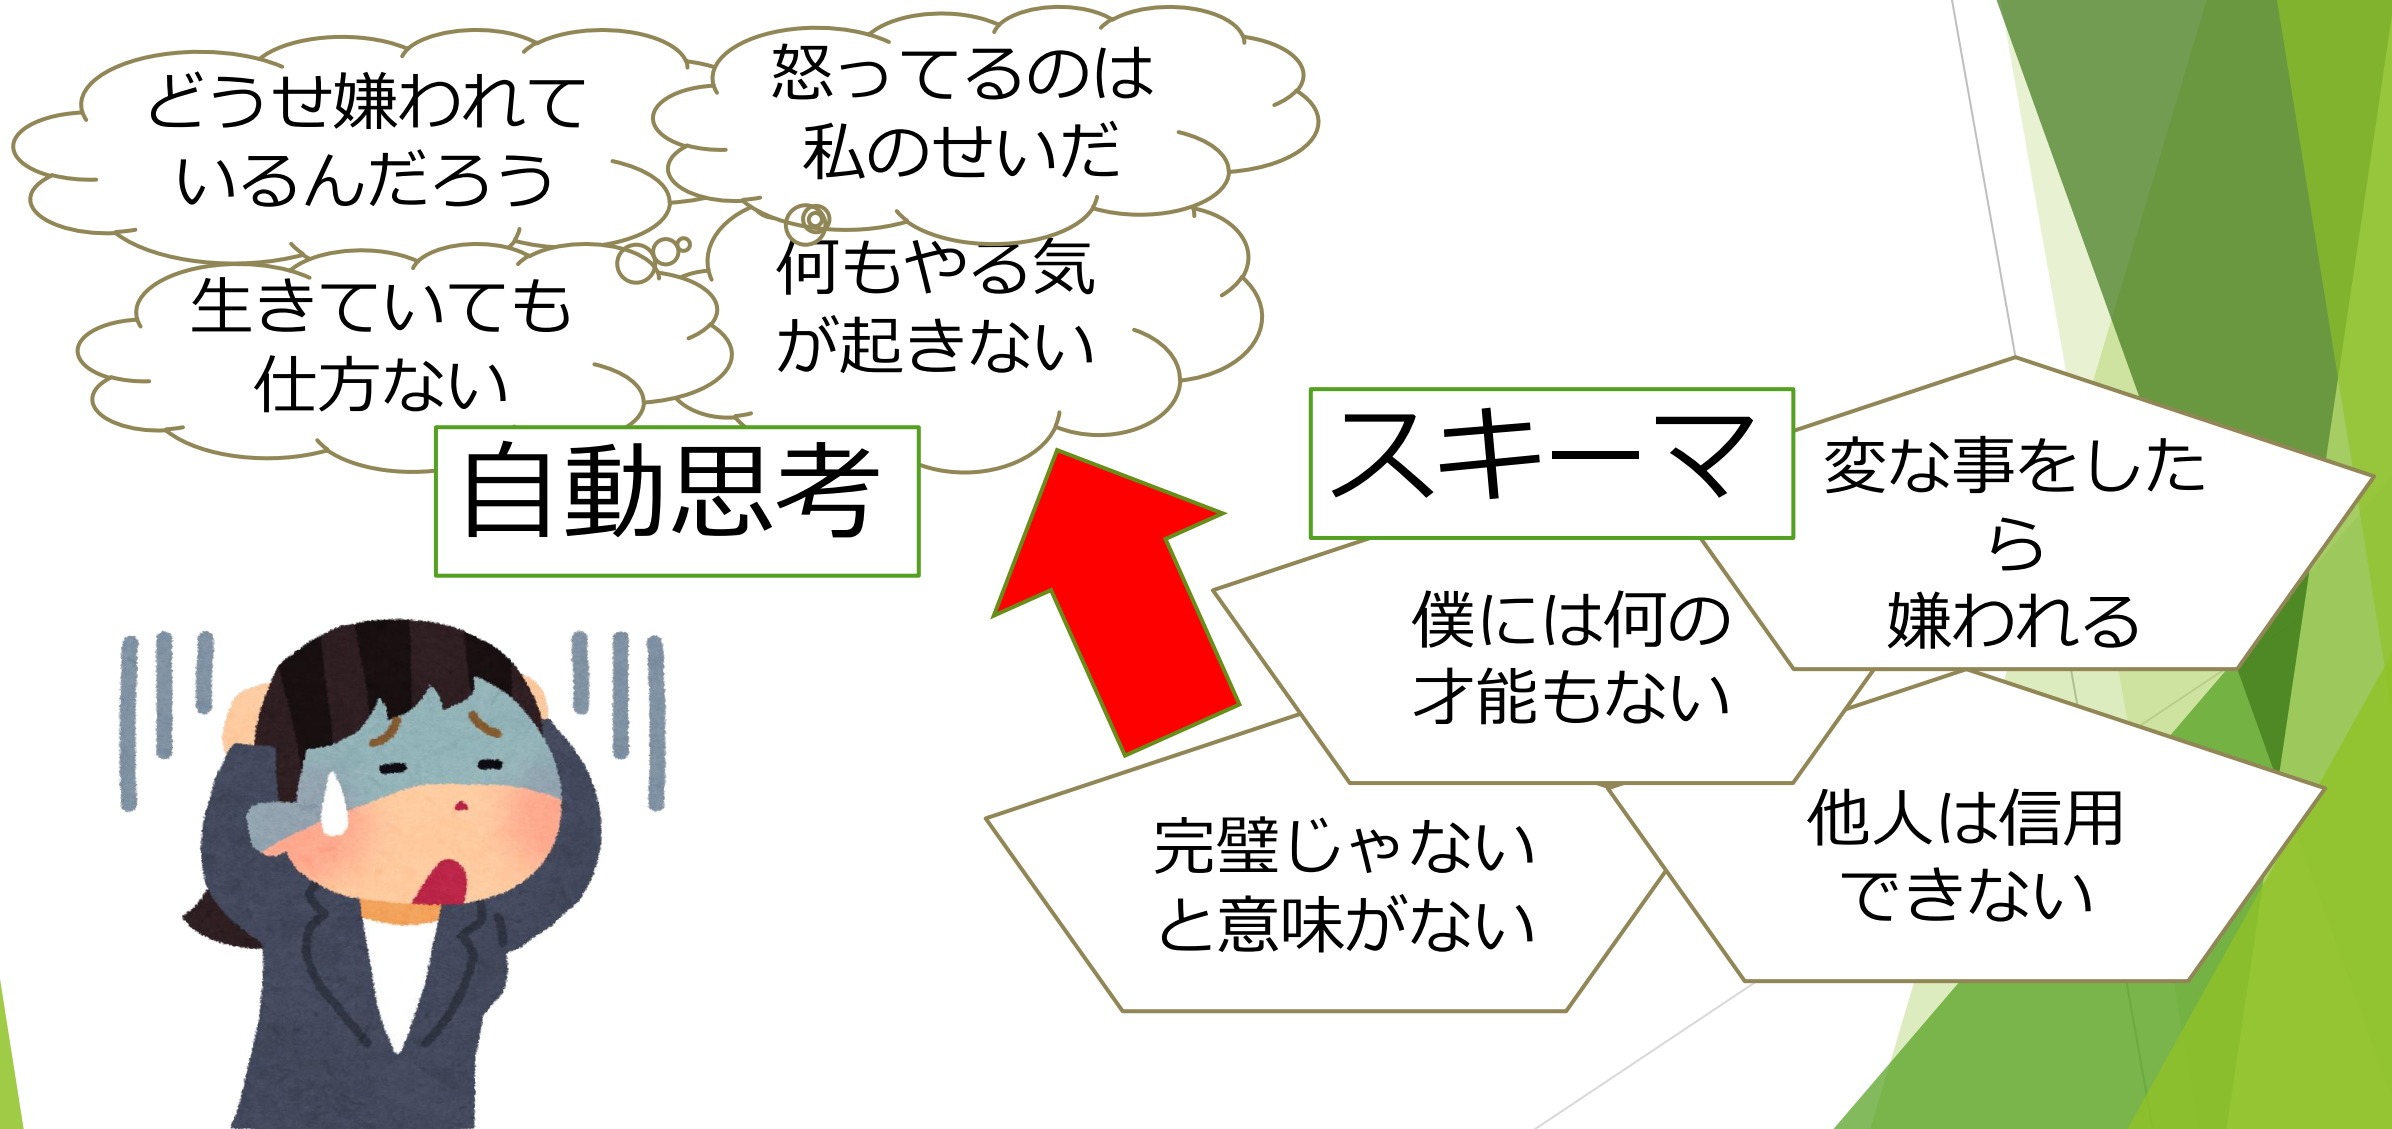 どうせ嫌われて
いるんだろう
怒ってるのは
私のせいだ
生きていても
仕方ない
何もやる気
が起きない
自動思考
スキーマ
変な事をした
ら
嫌われる
僕には何の
才能もない
完璧じゃない
と意味がない
他人は信用
できない